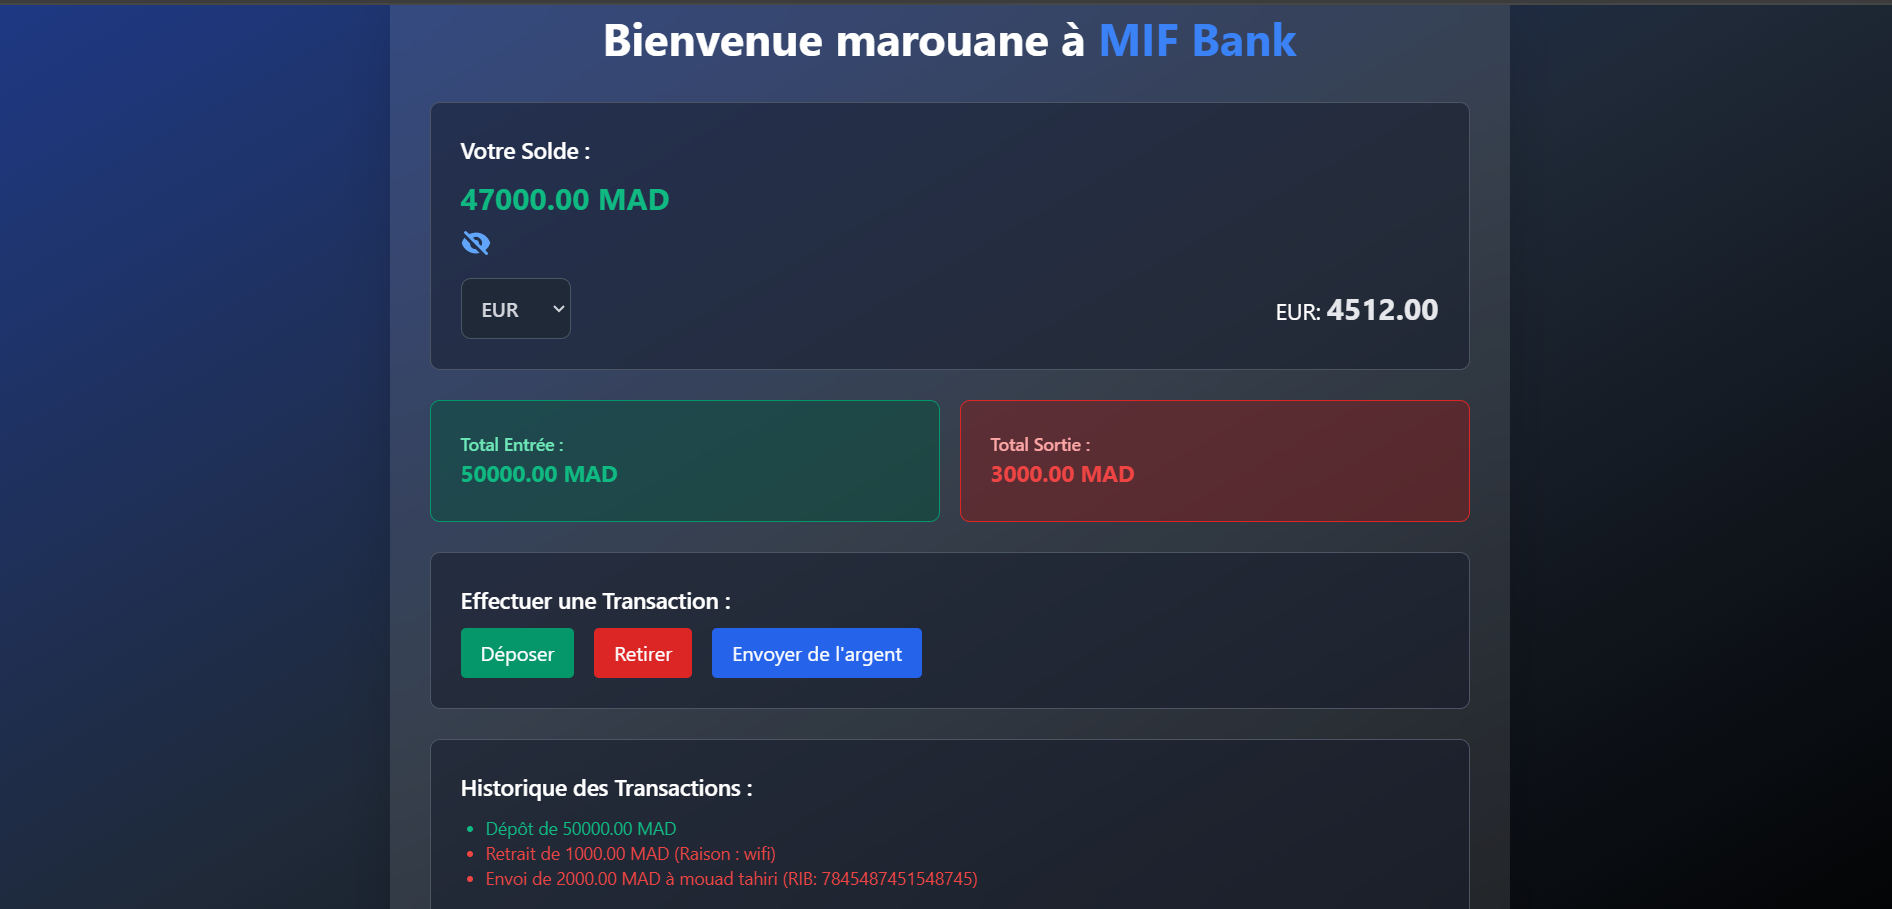 Bienvenue marouane à MIF Bank
Votre Solde :
47000.00 MAD
EUR
EUR: 4512.00
Total Entrée :
50000.00 MAD
Total Sortie :
3000.00 MAD
Effectuer une Transaction :
Déposer
Retirer
Envoyer de l'argent
Historique des Transactions :
Dépôt de 50000.00 MAD
Retrait de 1000.00 MAD (Raison : wifi)
Envoi de 2000.00 MAD à mouad tahiri (RIB: 7845487451548745)